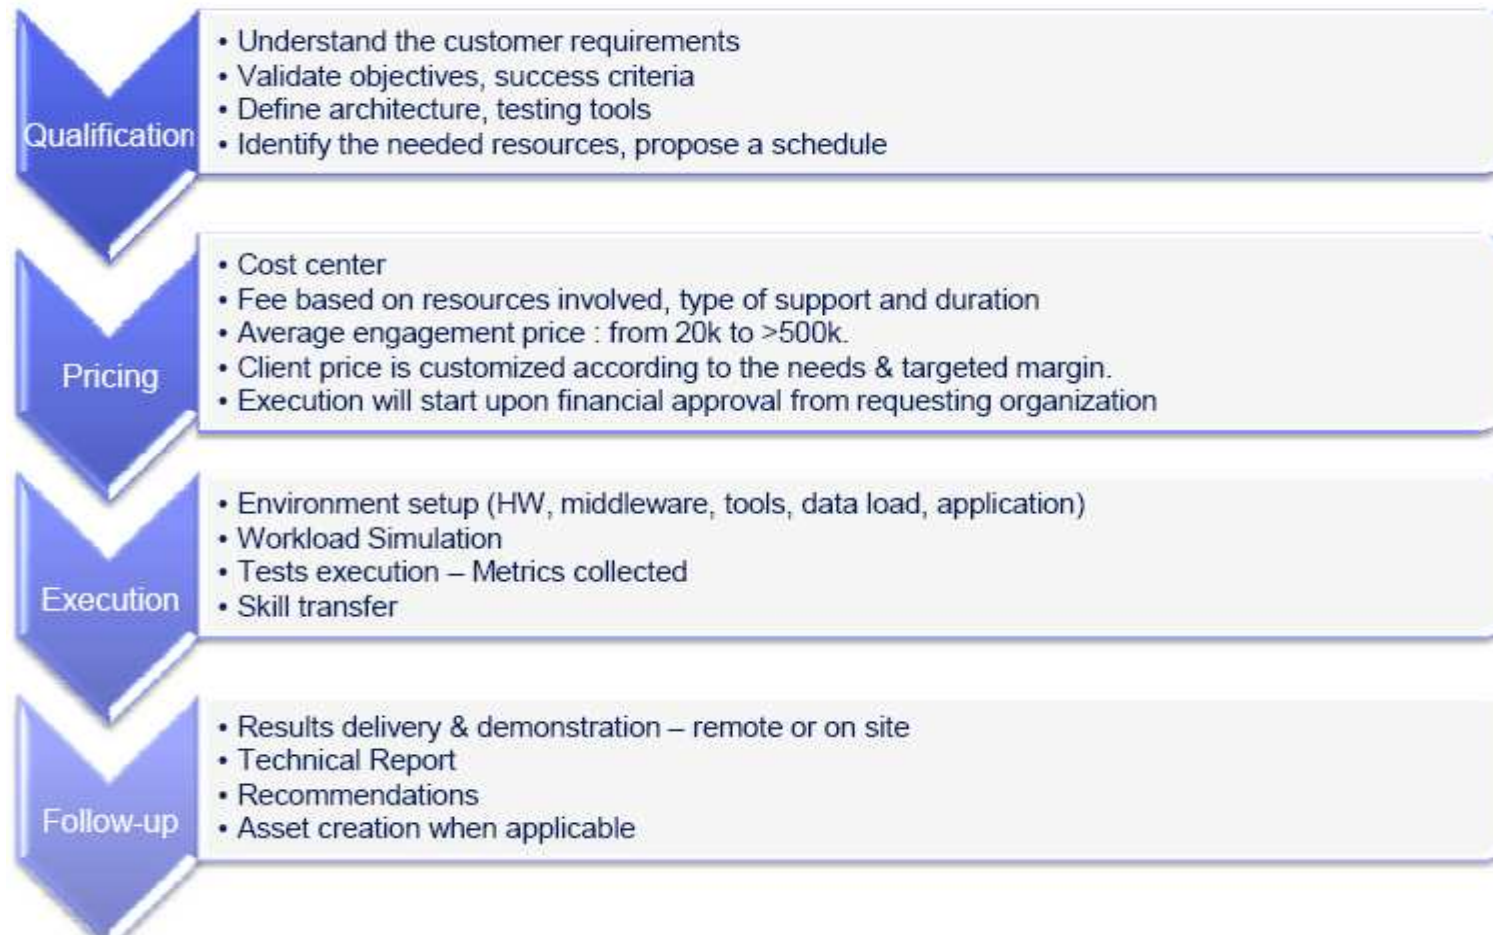 Qualification
• Understand the customer requirements
• Validate objectives, success criteria
• Define architecture, testing tools
• Identify the needed resources, propose a schedule
Pricing
• Cost center
• Fee based on resources involved, type of support and duration
• Average engagement price : from 20k to >500k.
• Client price is customized according to the needs & targeted margin.
• Execution will start upon financial approval from requesting organization
Execution
• Environment setup (HW, middleware, tools, data load, application)
• Workload Simulation
• Tests execution – Metrics collected
• Skill transfer
Follow-up
• Results delivery & demonstration – remote or on site
• Technical Report
• Recommendations
• Asset creation when applicable